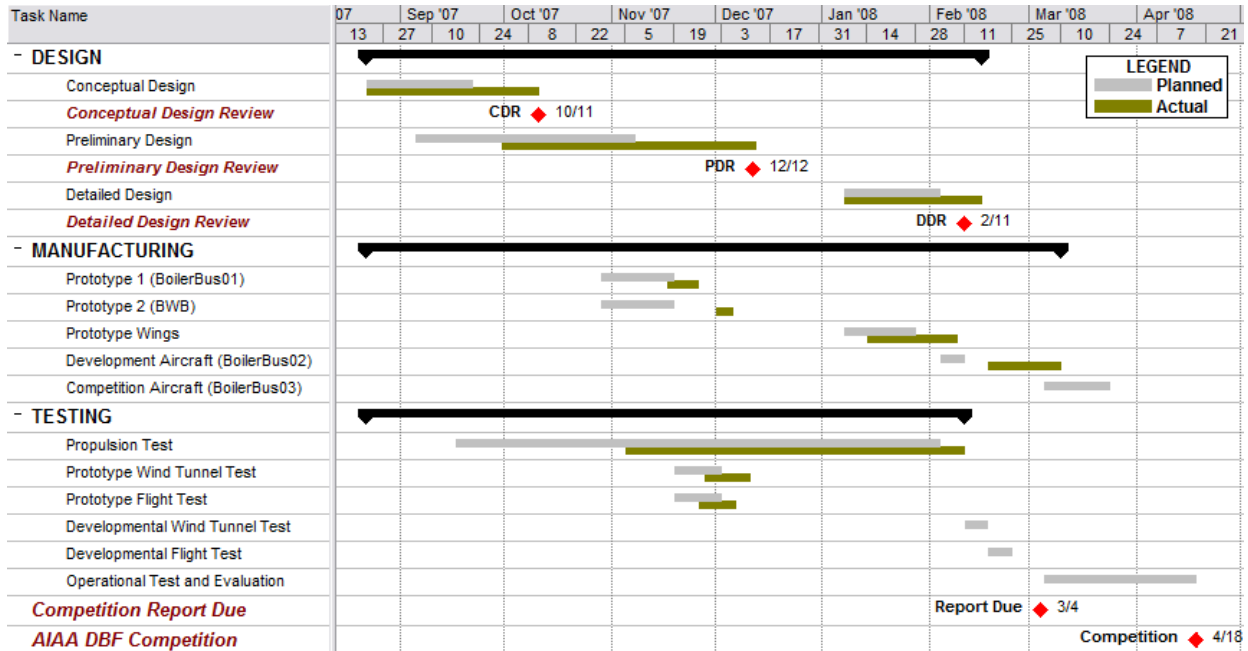 Task Name
07 Sep '07 Oct '07 Nov '07 Dec '07 Jan '08 Feb '08 Mar '08 Apr '08
13 27 10 24 8 22 5 19 3 17 31 14 28 11 25 10 24 7 21
- DESIGN
LEGEND
Planned
Actual
Conceptual Design
Conceptual Design Review CDR 10/11
Preliminary Design
Preliminary Design Review PDR 12/12
Detailed Design
Detailed Design Review DDR 2/11
- MANUFACTURING
Prototype 1 (BoilerBus01)
Prototype 2 (BWB)
Prototype Wings
Development Aircraft (BoilerBus02)
Competition Aircraft (BoilerBus03)
- TESTING
Propulsion Test
Prototype Wind Tunnel Test
Prototype Flight Test
Developmental Wind Tunnel Test
Developmental Flight Test
Operational Test and Evaluation
Competition Report Due Report Due 3/4
AIAA DBF Competition Competition 4/18